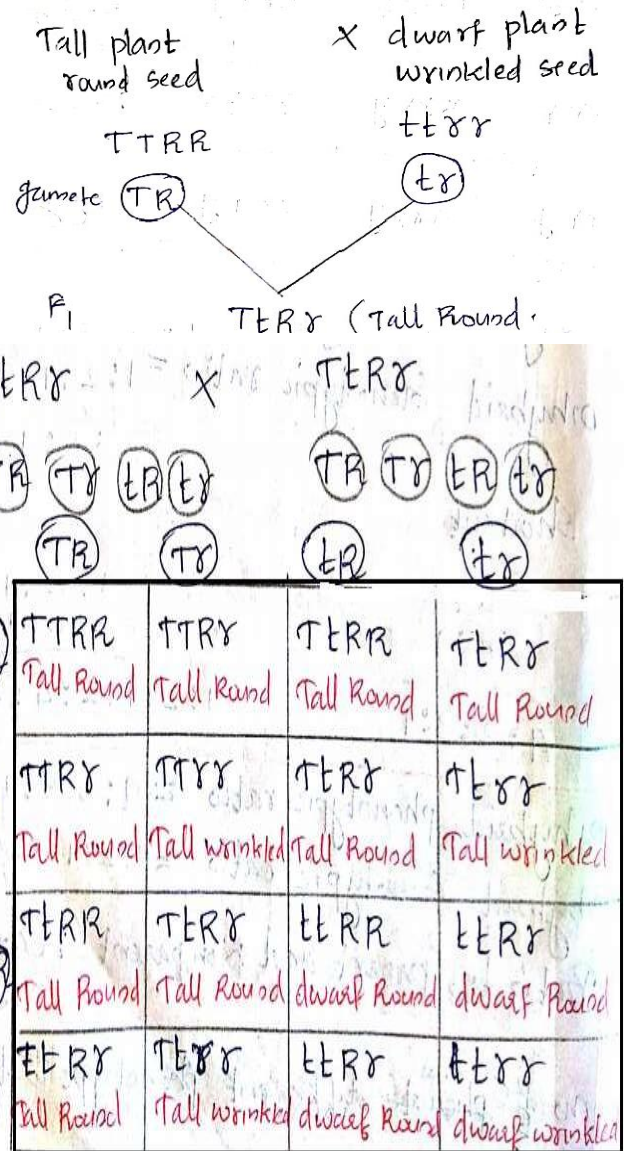 Tall plant X dwarf plant
round seed wrinkled seed
TTRR ttrr
gamete TR tr
F1 TtRr (Tall Round.
tRr X TtRr
R Tr tR tr TR Tr tR tr
TR Tr tR tr
TTRR TTRr TtRR TtRr
Tall Round Tall Round Tall Round Tall Round
TTRr TTrr TtRr Ttrr
Tall Round Tall wrinkled Tall Round Tall wrinkled
TtRR TtRr ttRR ttRr
Tall Round Tall Round dwarf Round dwarf Round
TtRr Ttrr ttRr ttrr
Tall Round Tall wrinkled dwarf Round dwarf wrinkled